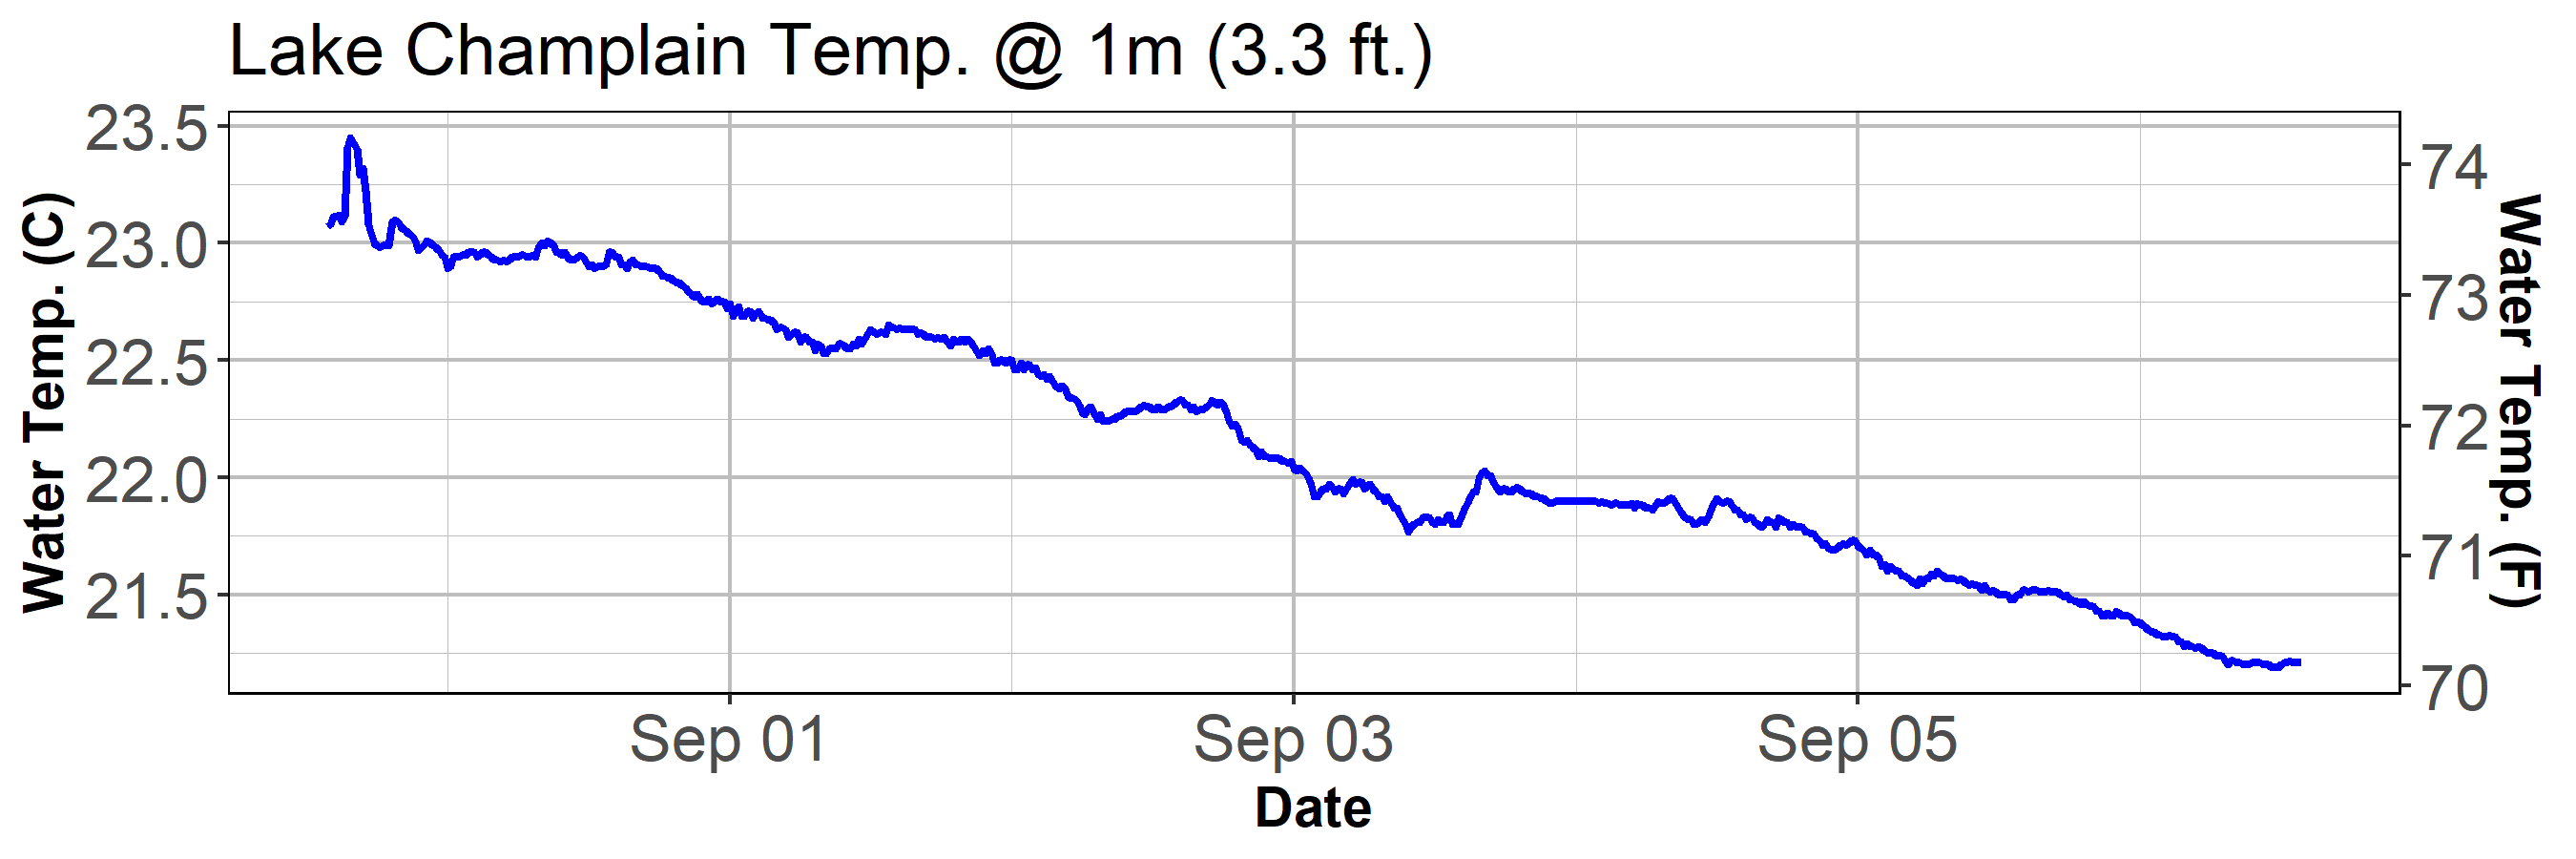 Lake Champlain Temp. @ 1m (3.3 ft.)
Water Temp. (C)
23.5
23.0
22.5
22.0
21.5
74
73
72
71
70
Water Temp. (F)
Sep 01
Sep 03
Sep 05
Date